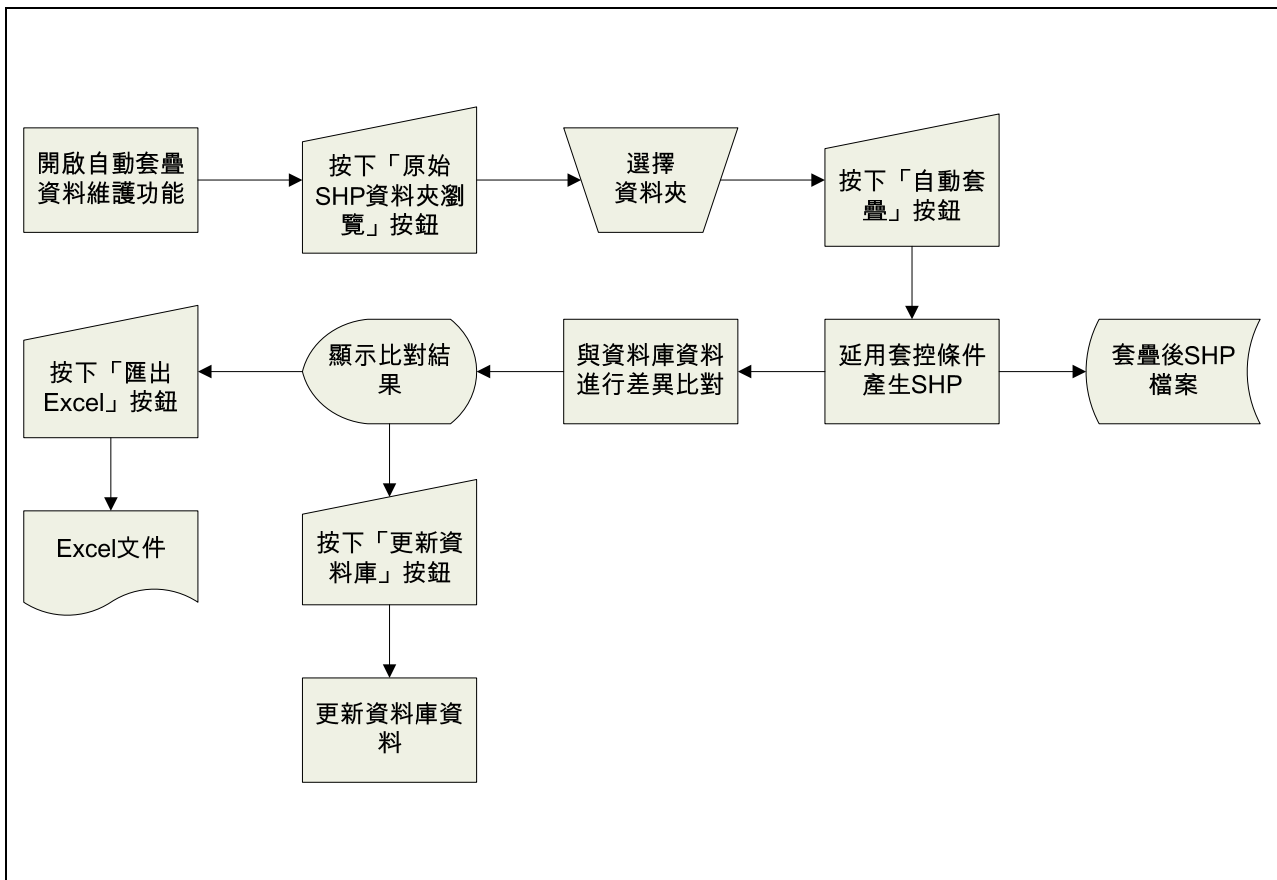 開啟自動套疊
資料維護功能
按下「原始
SHP資料夾瀏
覽」按鈕
選擇
資料夾
按下「自動套
疊」按鈕
按下「匯出
Excel」按鈕
顯示比對結
果
與資料庫資料
進行差異比對
延用套控條件
產生SHP
套疊後SHP
檔案
Excel文件
按下「更新資
料庫」按鈕
更新資料庫資
料